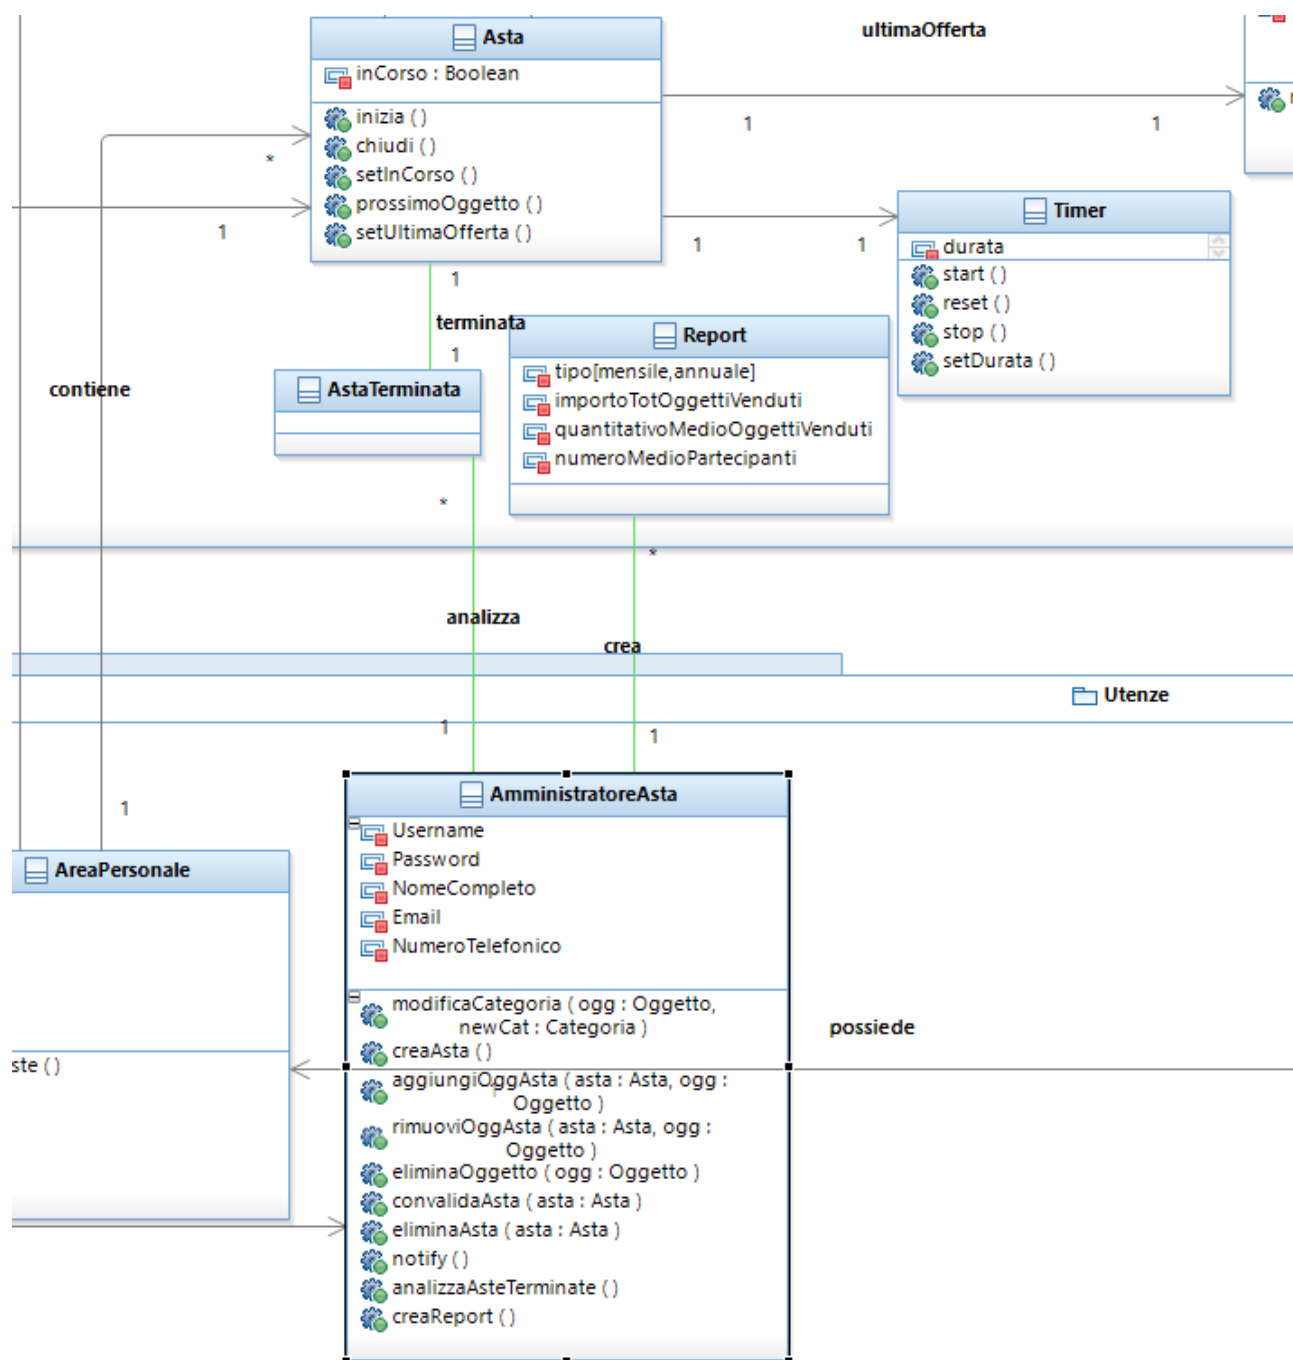 Asta
inCorso : Boolean
inizia ( )
chiudi ( )
setInCorso ( )
prossimoOggetto ( )
setUltimaOfferta ( )
ultimaOfferta
1
1
*
1
1
1
Timer
durata
start ( )
reset ( )
stop ( )
setDurata ( )
1
terminata
1
contiene
AstaTerminata
Report
tipo[mensile,annuale]
importoTotOggettiVenduti
quantitativoMedioOggettiVenduti
numeroMedioPartecipanti
*
*
analizza
crea
Utenze
1
1
1
AreaPersonale
ste ( )
AmministratoreAsta
Username
Password
NomeCompleto
Email
NumeroTelefonico
modificaCategoria ( ogg : Oggetto,
newCat : Categoria )
creaAsta ( )
aggiungiOggAsta ( asta : Asta, ogg :
Oggetto )
rimuoviOggAsta ( asta : Asta, ogg :
Oggetto )
eliminaOggetto ( ogg : Oggetto )
convalidaAsta ( asta : Asta )
eliminaAsta ( asta : Asta )
notify ( )
analizzaAsteTerminate ( )
creaReport ( )
possiede